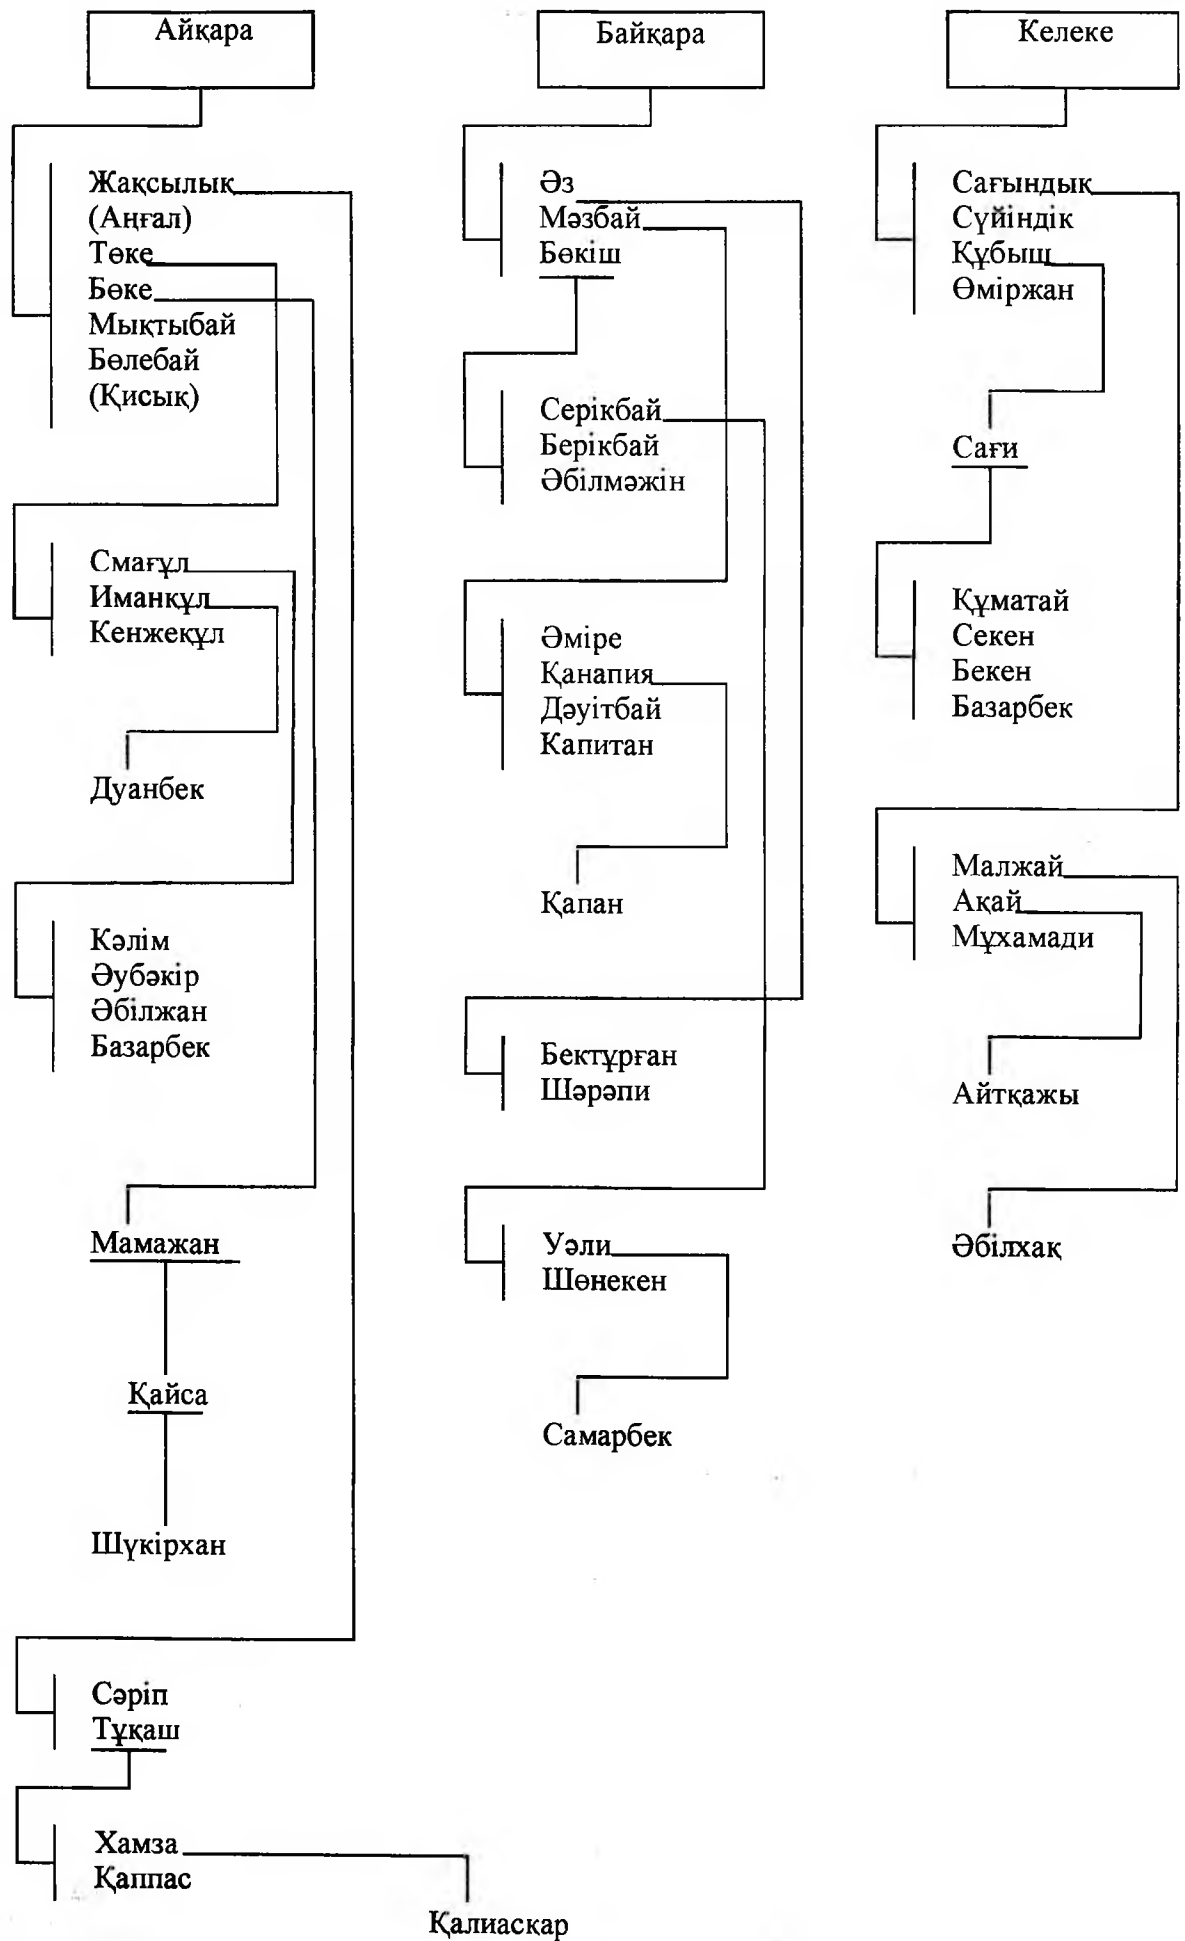 Айқара
Жақсылық
(Аңғал)
Төке
Бөке
Мықтыбай
Бөлебай
(Қисық)
Смағұл
Иманқұл
Кенжеқұл
Дуанбек
Кәлім
Әубәкір
Әбілжан
Базарбек
Мамажан
Қайса
Шүкірхан
Сәріп
Тұқаш
Хамза
Қаппас
Қалиасқар
Байқара
Әз
Мәзбай
Бөкіш
Серікбай
Берікбай
Әбілмәжін
Әміре
Қанапия
Дәуітбай
Капитан
Қапан
Бектұрған
Шәрәпи
Уәли
Шөнекен
Самарбек
Келеке
Сағындық
Сүйіндік
Құбыш
Өміржан
Сағи
Құматай
Секен
Бекен
Базарбек
Малжай
Ақай
Мұхамади
Айтқажы
Әбілхақ